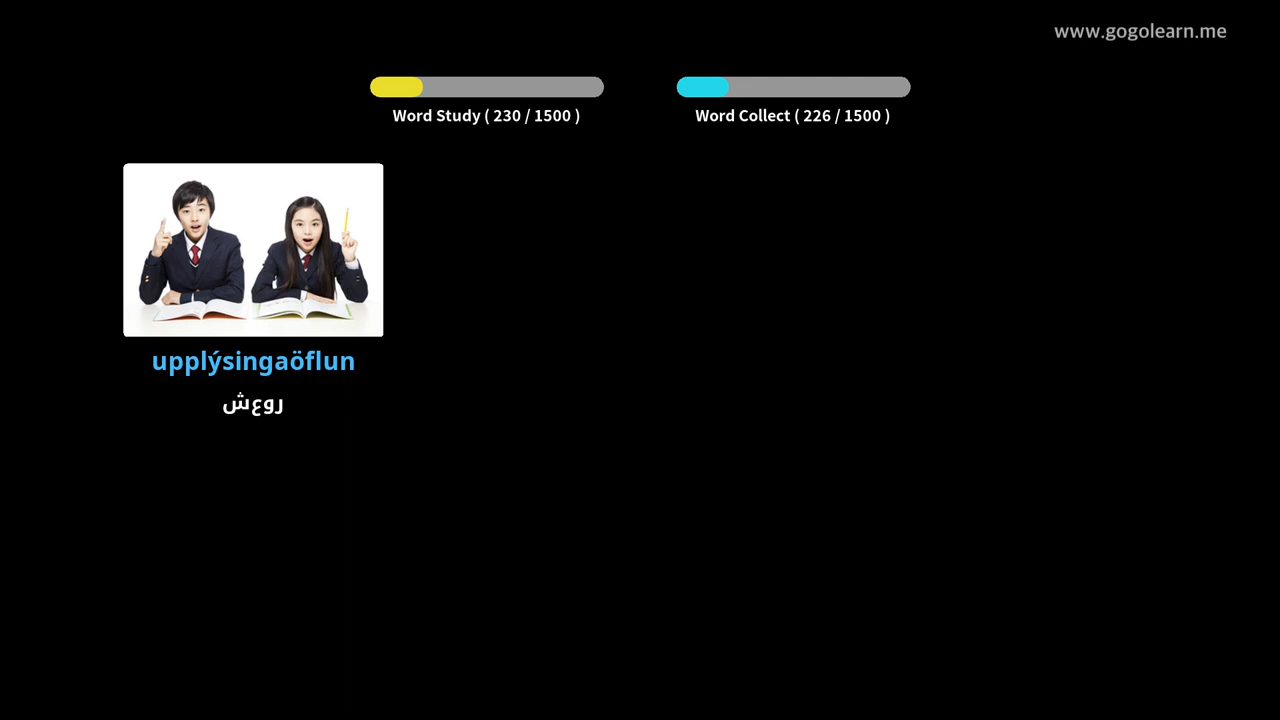 www.gogolearn.me
Word Study ( 230 / 1500 )
Word Collect ( 226 / 1500 )
upplýsingaöflun
روعش